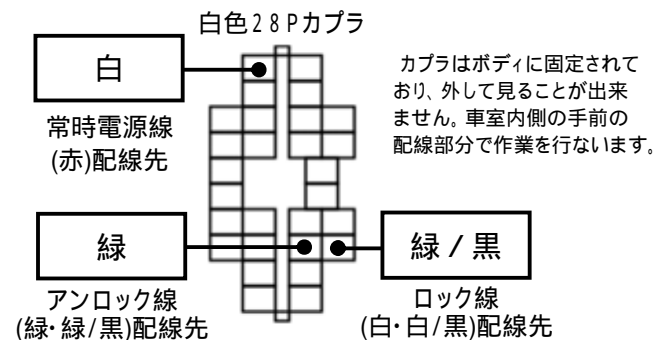 白色28Pカプラ
白
常時電源線
(赤)配線先
カプラはボディに固定されて
おり、外して見ることが出来
ません。車室内側の手前の
配線部分で作業を行ないます。
緑
アンロック線
(緑・緑/黒)配線先
緑/黒
ロック線
(白・白/黒)配線先